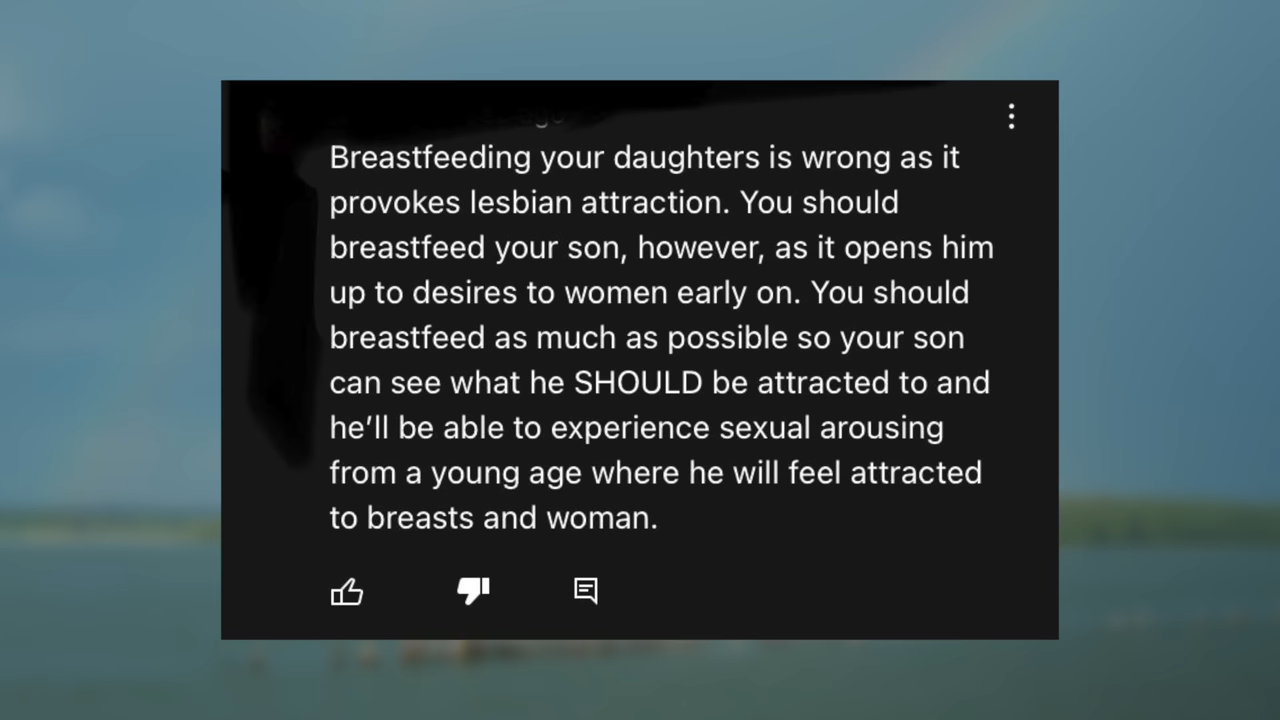 Breastfeeding your daughters is wrong as it
provokes lesbian attraction. You should
breastfeed your son, however, as it opens him
up to desires to women early on. You should
breastfeed as much as possible so your son
can see what he SHOULD be attracted to and
he’ll be able to experience sexual arousing
from a young age where he will feel attracted
to breasts and woman.